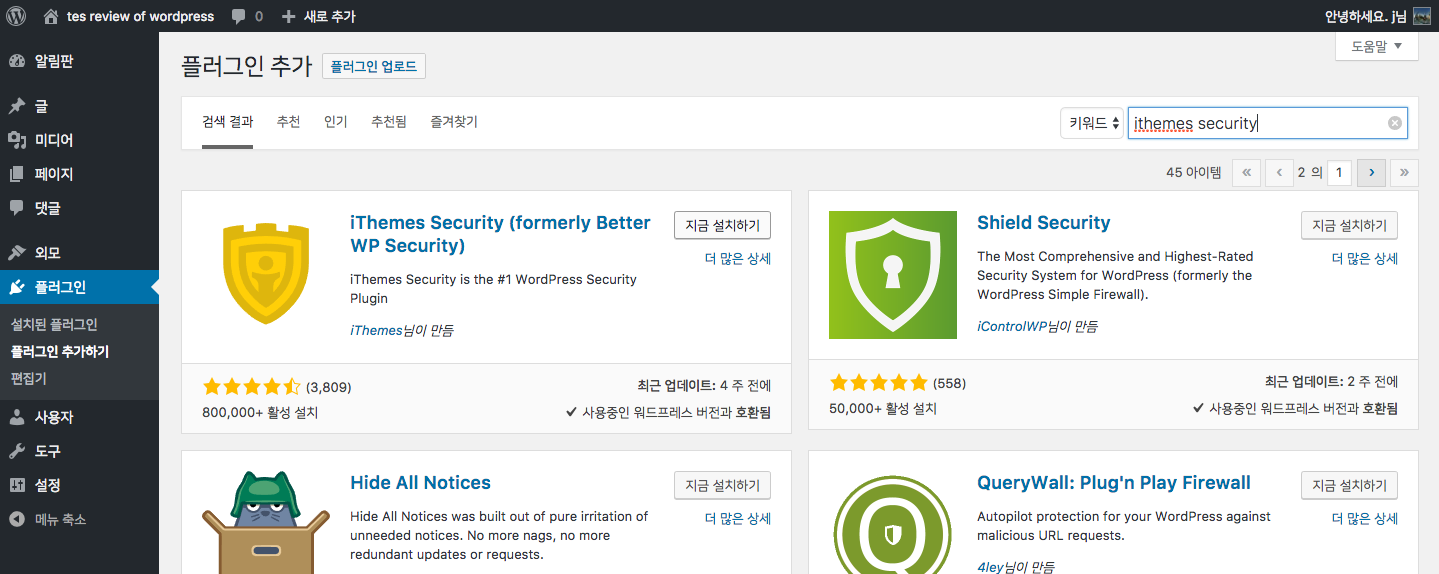 tes review of wordpress
0
새로 추가
안녕하세요. j님
알림판
글
미디어
페이지
댓글
외모
플러그인
설치된 플러그인
플러그인 추가하기
편집기
사용자
도구
설정
메뉴 축소
도움말
플러그인 추가
플러그인 업로드
검색 결과
추천
인기
추천됨
즐겨찾기
키워드
ithemes security
45 아이템
«
‹
2 의
1
›
»
iThemes Security (formerly Better
WP Security)
지금 설치하기
더 많은 상세
iThemes Security is the #1 WordPress Security
Plugin
iThemes님이 만듬
(3,809)
최근 업데이트: 4 주 전에
800,000+ 활성 설치
사용중인 워드프레스 버전과 호환됨
Shield Security
지금 설치하기
더 많은 상세
The Most Comprehensive and Highest-Rated
Security System for WordPress (formerly the
WordPress Simple Firewall).
iControlWP님이 만듬
(558)
최근 업데이트: 2 주 전에
50,000+ 활성 설치
사용중인 워드프레스 버전과 호환됨
Hide All Notices
지금 설치하기
더 많은 상세
Hide All Notices was built out of pure irritation of
unneeded notices. No more nags, no more
redundant updates or requests.
QueryWall: Plug'n Play Firewall
지금 설치하기
더 많은 상세
Autopilot protection for your WordPress against
malicious URL requests.
4ley님이 만듬